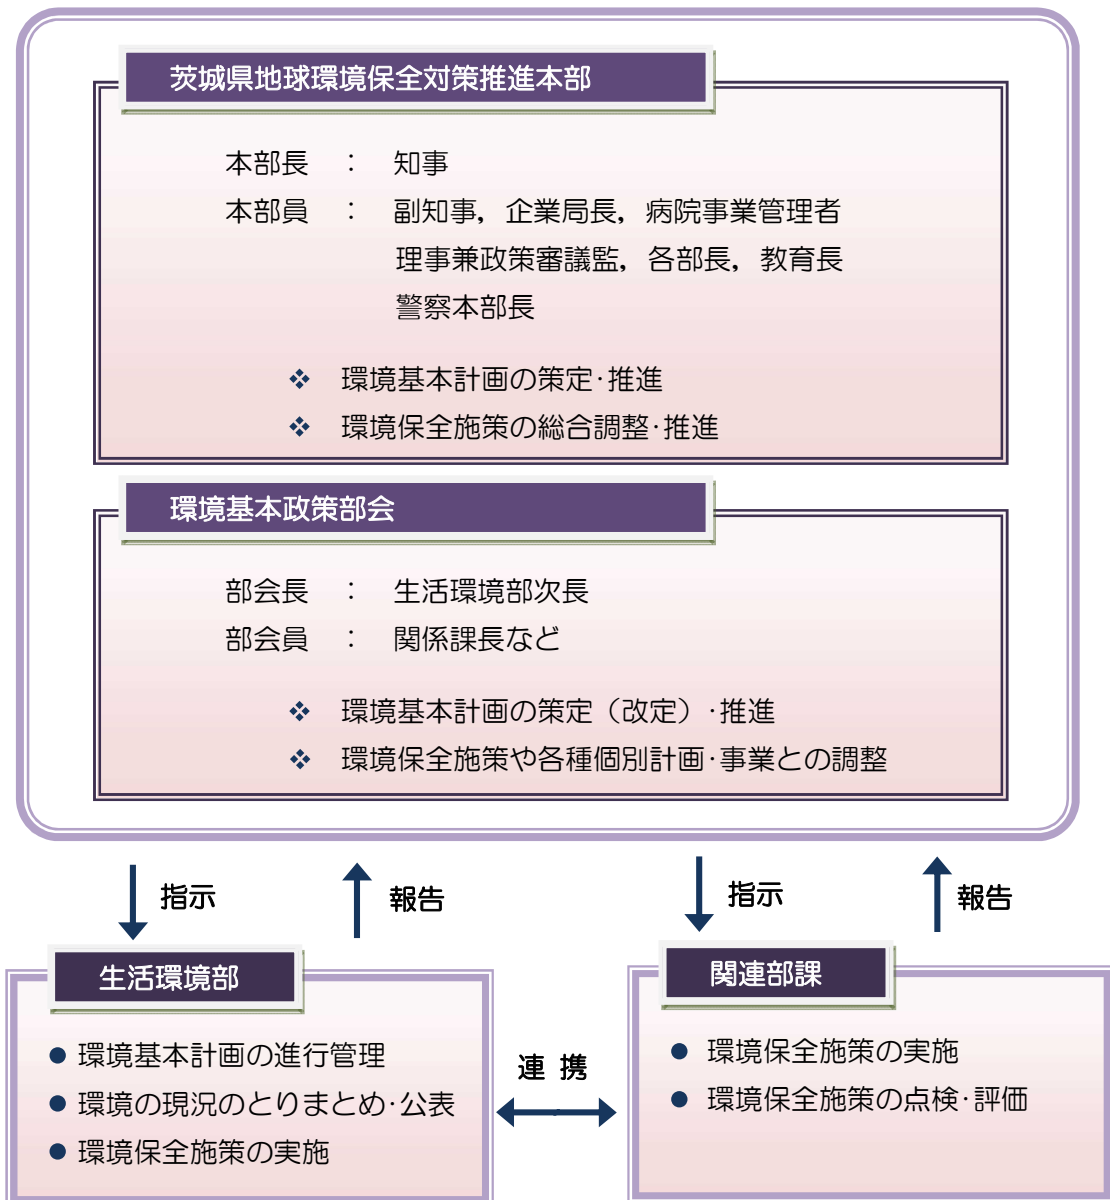 茨城県地球環境保全対策推進本部
本部長 : 知事
本部員 : 副知事，企業局長，病院事業管理者
理事兼政策審議監，各部長，教育長
警察本部長
❖ 環境基本計画の策定･推進
❖ 環境保全施策の総合調整･推進
環境基本政策部会
部会長 : 生活環境部次長
部会員 : 関係課長など
❖ 環境基本計画の策定（改定）･推進
❖ 環境保全施策や各種個別計画･事業との調整
指示
報告
指示
報告
生活環境部
● 環境基本計画の進行管理
● 環境の現況のとりまとめ･公表
● 環境保全施策の実施
連 携
関連部課
● 環境保全施策の実施
● 環境保全施策の点検･評価